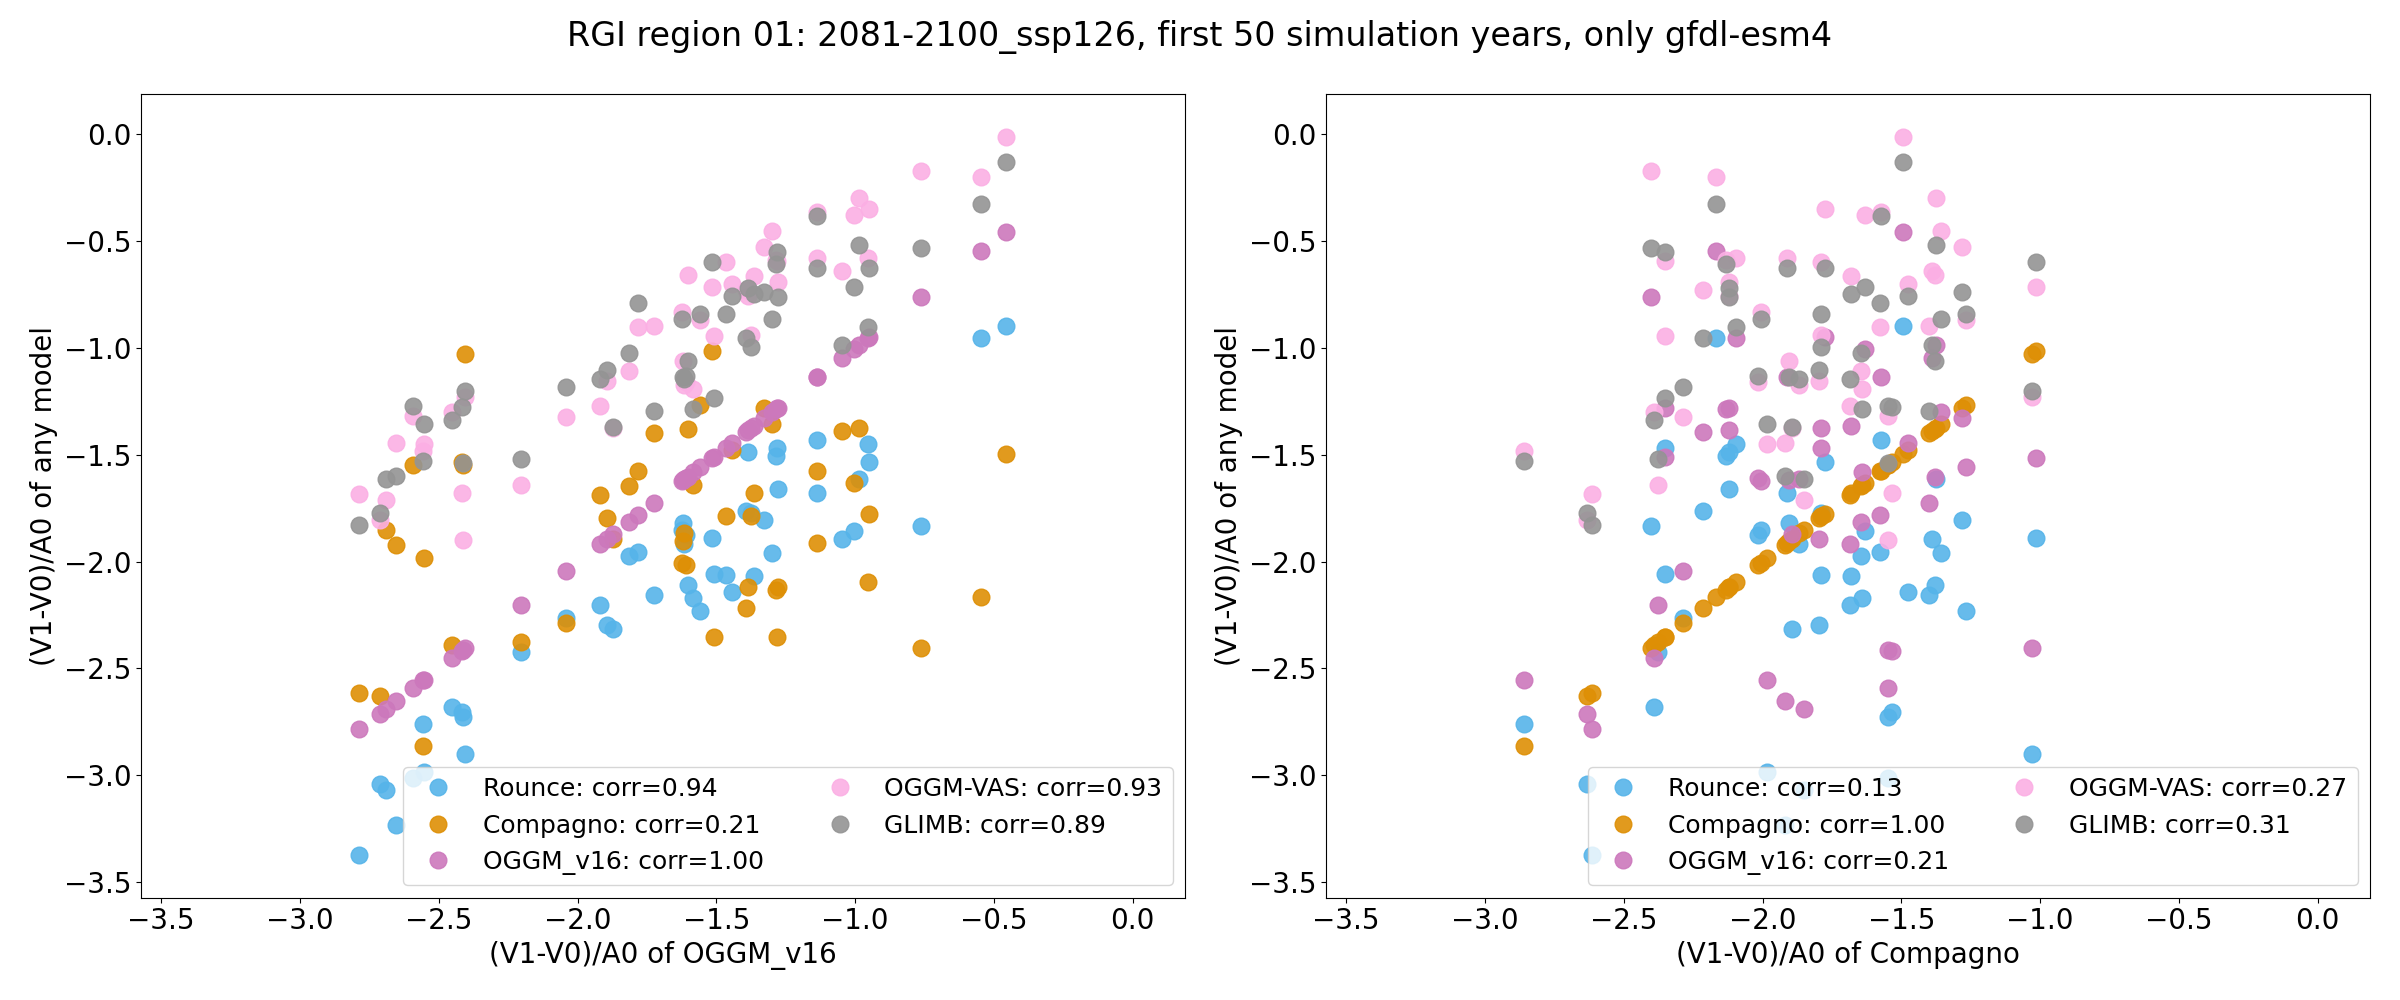 RGI region 01: 2081-2100_ssp126, first 50 simulation years, only gfdl-esm4
(V1-V0)/A0 of any model
0.0
−0.5
−1.0
−1.5
−2.0
−2.5
−3.0
−3.5
Rounce: corr=0.94
Compagno: corr=0.21
OGGM_v16: corr=1.00
OGGM-VAS: corr=0.93
GLIMB: corr=0.89
−3.5 −3.0 −2.5 −2.0 −1.5 −1.0 −0.5 0.0
(V1-V0)/A0 of OGGM_v16
(V1-V0)/A0 of any model
0.0
−0.5
−1.0
−1.5
−2.0
−2.5
−3.0
−3.5
Rounce: corr=0.13
Compagno: corr=1.00
OGGM_v16: corr=0.21
OGGM-VAS: corr=0.27
GLIMB: corr=0.31
−3.5 −3.0 −2.5 −2.0 −1.5 −1.0 −0.5 0.0
(V1-V0)/A0 of Compagno